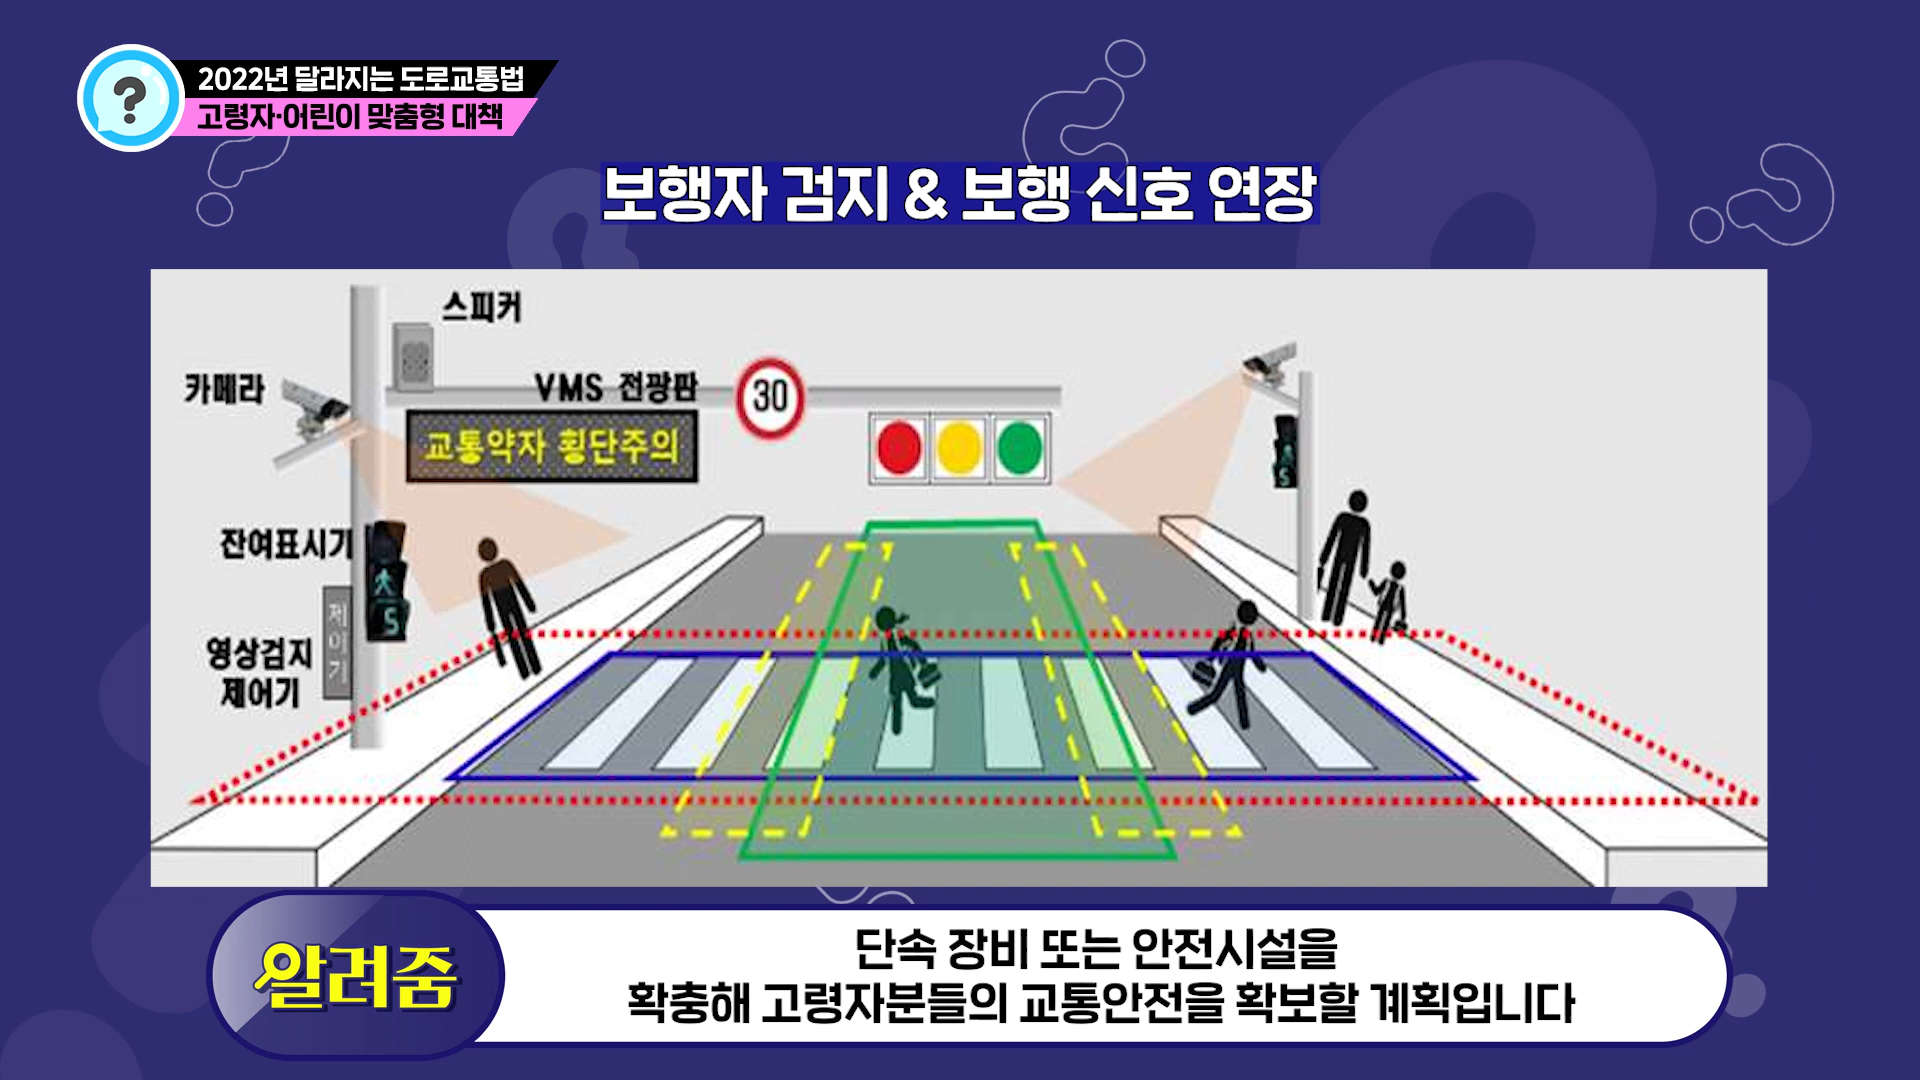 2022년 달라지는 도로교통법
고령자·어린이 맞춤형 대책
보행자 검지 & 보행 신호 연장
스피커
카메라
VMS 전광판
30
교통약자 횡단주의
5
잔여표시기
5
제어기
영상검지
제어기
알려줌
단속 장비 또는 안전시설을
확충해 고령자분들의 교통안전을 확보할 계획입니다